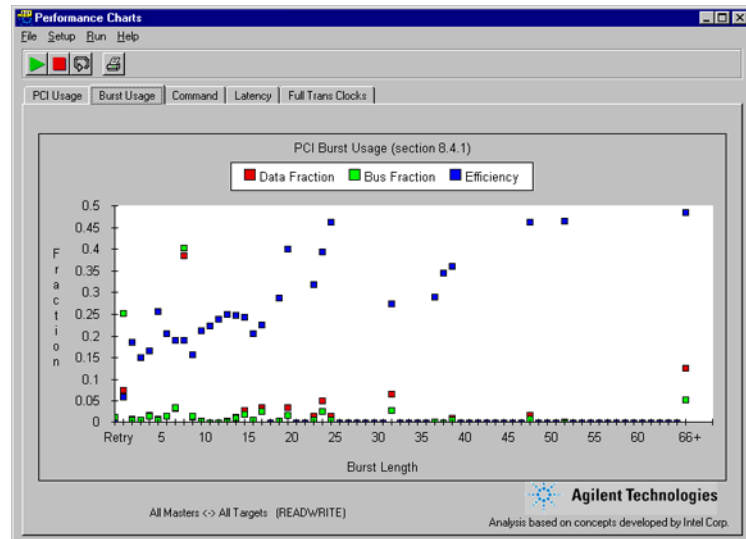 Performance Charts
File Setup Run Help
PCI Usage Burst Usage Command Latency Full Trans Clocks
PCI Burst Usage (section 8.4.1)
Data Fraction Bus Fraction Efficiency
Fraction
0.5
0.45
0.4
0.35
0.3
0.25
0.2
0.15
0.1
0.05
0
Retry 5 10 15 20 25 30 35 40 45 50 55 60 66+
Burst Length
Agilent Technologies
All Masters <-> All Targets (READWRITE)
Analysis based on concepts developed by Intel Corp.